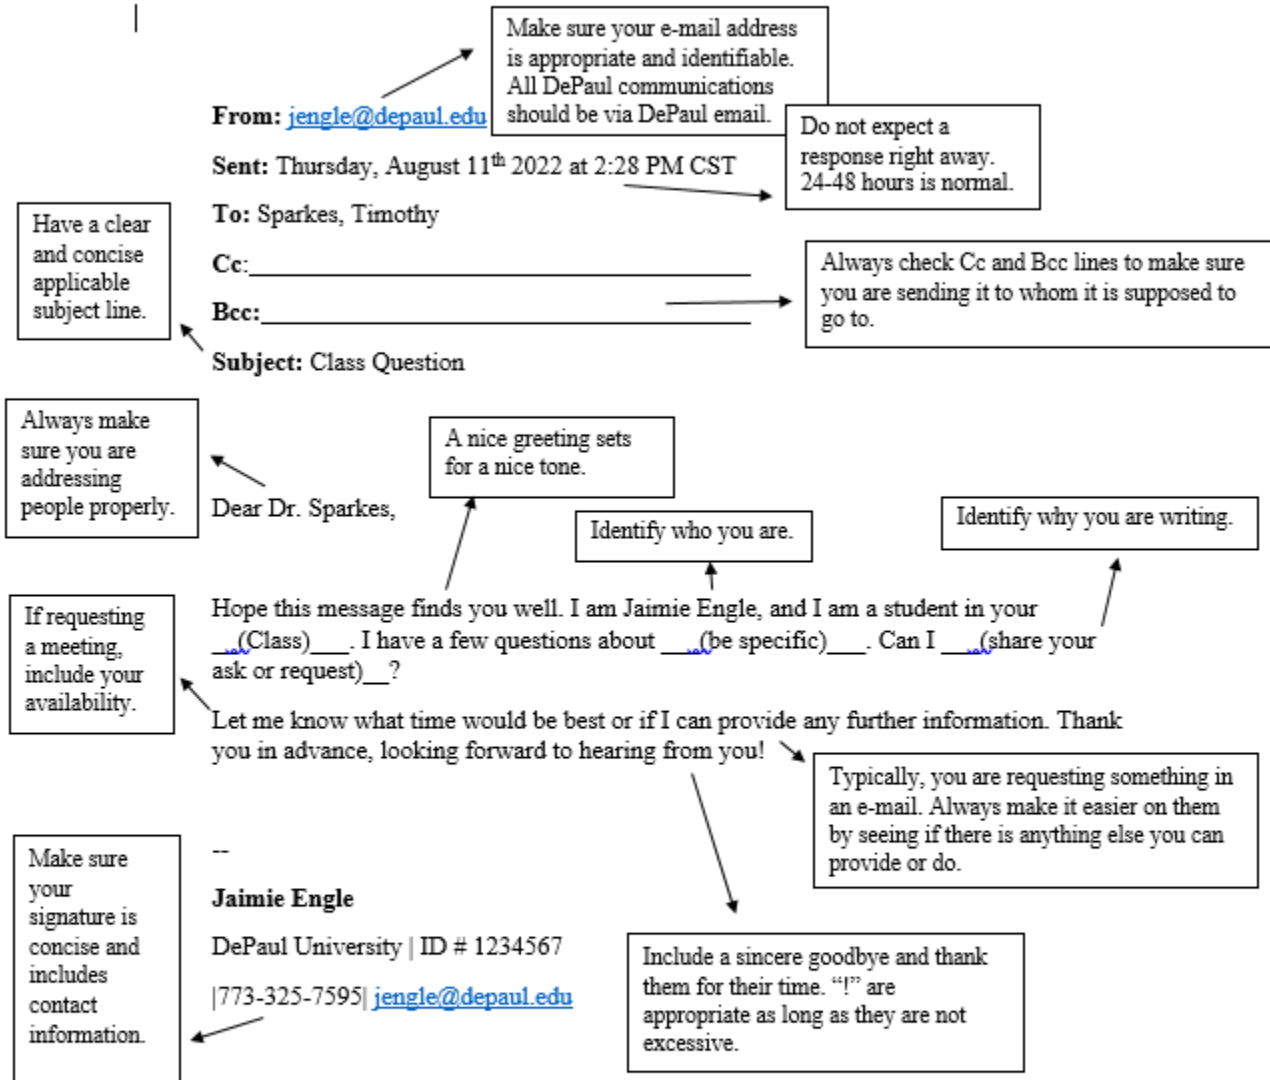 Make sure your e-mail address
is appropriate and identifiable.
All DePaul communications
should be via DePaul email.
From: jengle@depaul.edu
Do not expect a
response right away.
24-48 hours is normal.
Sent: Thursday, August 11th 2022 at 2:28 PM CST
To: Sparkes, Timothy
Have a clear
and concise
applicable
subject line.
Cc:
Always check Cc and Bcc lines to make sure
you are sending it to whom it is supposed to
go to.
Bcc:
Subject: Class Question
Always make
sure you are
addressing
people properly.
A nice greeting sets
for a nice tone.
Dear Dr. Sparkes,
Identify who you are.
Identify why you are writing.
If requesting
a meeting,
include your
availability.
Hope this message finds you well. I am Jaimie Engle, and I am a student in your
__(Class)___. I have a few questions about ___(be specific)___. Can I ___(share your
ask or request)__?
Let me know what time would be best or if I can provide any further information. Thank
you in advance, looking forward to hearing from you!
Typically, you are requesting something in
an e-mail. Always make it easier on them
by seeing if there is anything else you can
provide or do.
Make sure
your
signature is
concise and
includes
contact
information.
--
Jaimie Engle
DePaul University | ID # 1234567
|773-325-7595| jengle@depaul.edu
Include a sincere goodbye and thank
them for their time. “!” are
appropriate as long as they are not
excessive.